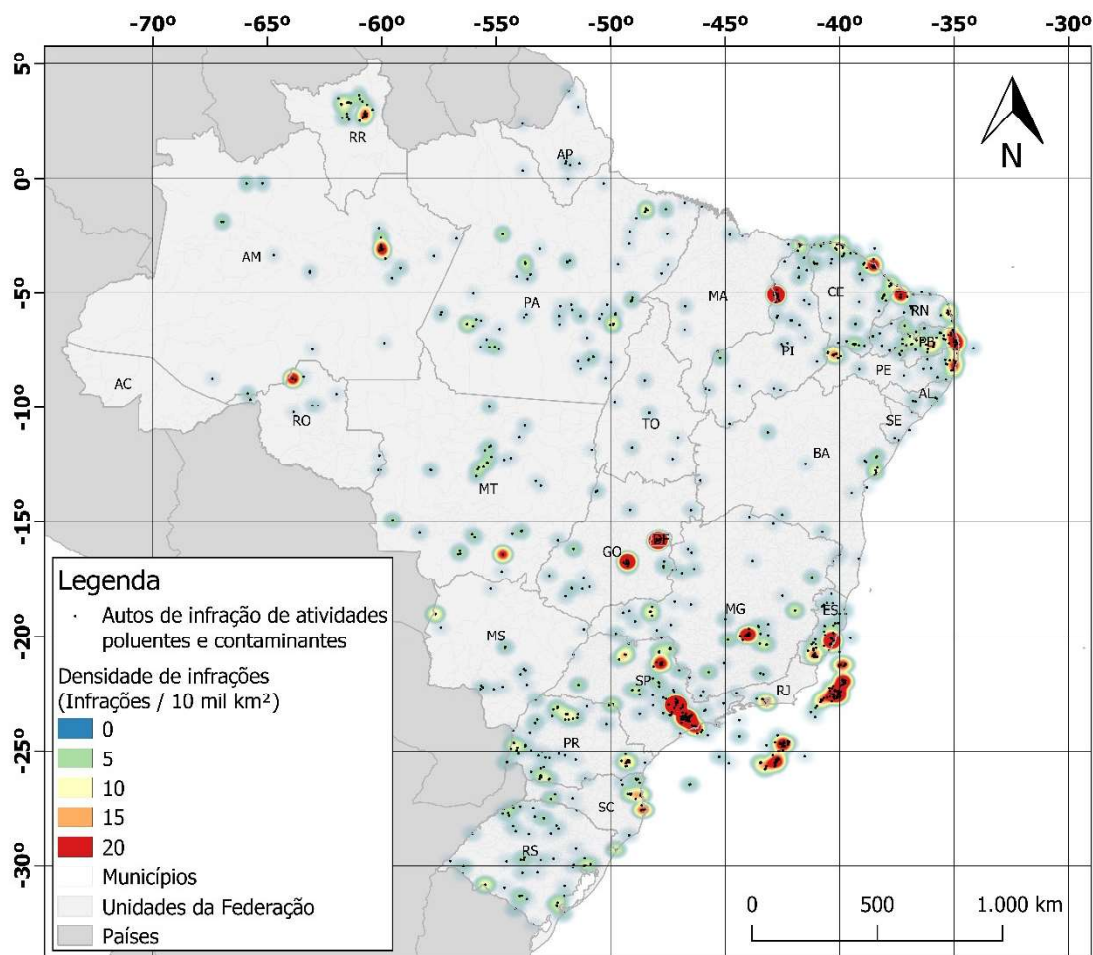 -70º -65º -60º -55º -50º -45º -40º -35º -30º
5º
0º
-5º
-10º
-15º
-20º
-25º
-30º
N
RR
AP
AM
PA
MA
CE
RN
PB
PI
PE
AL
AC
RO
TO
SE
BA
MT
DF
GO
MG
ES
MS
SP
RJ
PR
SC
RS
Legenda
Autos de infração de atividades
poluentes e contaminantes
Densidade de infrações
(Infrações / 10 mil km²)
0
5
10
15
20
Municípios
Unidades da Federação
Países
0 500 1.000 km